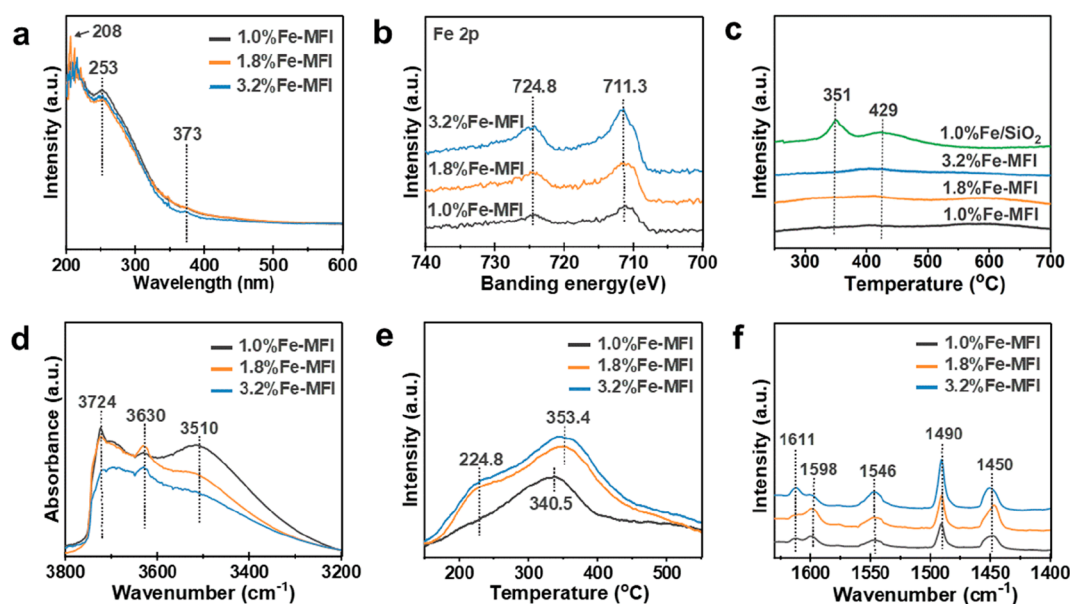 a
208
253
373
1.0%Fe-MFI
1.8%Fe-MFI
3.2%Fe-MFI
Intensity (a.u.)
200 300 400 500 600
Wavelength (nm)
b
Fe 2p
724.8
711.3
3.2%Fe-MFI
1.8%Fe-MFI
1.0%Fe-MFI
Intensity (a.u.)
740 730 720 710 700
Banding energy(eV)
c
351
429
1.0%Fe/SiO₂
3.2%Fe-MFI
1.8%Fe-MFI
1.0%Fe-MFI
Intensity (a.u.)
300 400 500 600 700
Temperature (⁰C)
d
1.0%Fe-MFI
1.8%Fe-MFI
3.2%Fe-MFI
3724
3630
3510
Absorbance (a.u.)
3800 3600 3400 3200
Wavenumber (cm⁻¹)
e
1.0%Fe-MFI
1.8%Fe-MFI
3.2%Fe-MFI
353.4
224.8
340.5
Intensity (a.u.)
200 300 400 500
Temperature (⁰C)
f
1.0%Fe-MFI
1.8%Fe-MFI
3.2%Fe-MFI
1611
1598
1546
1490
1450
Intensity (a.u.)
1600 1550 1500 1450 1400
Wavenumber (cm⁻¹)